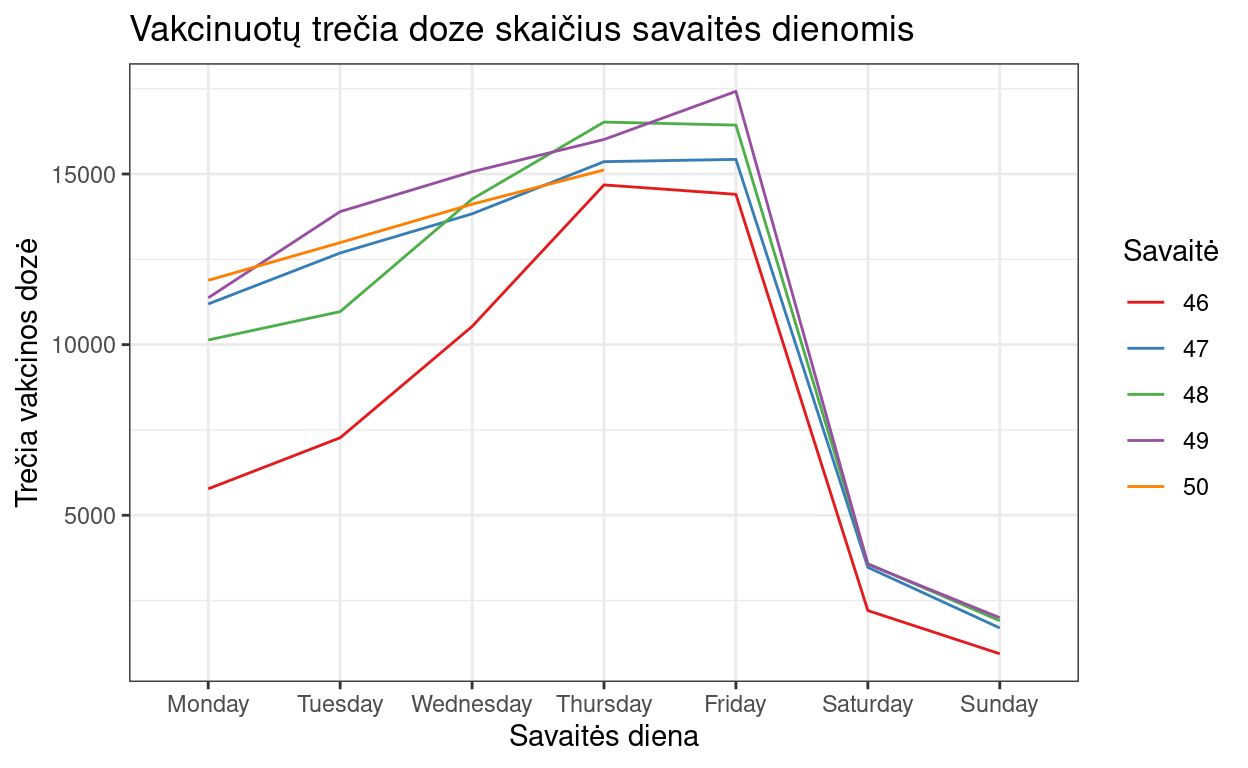 Vakcinuotų trečia doze skaičius savaitės dienomis
Trečia vakcinos dozė
15000
10000
5000
Monday Tuesday Wednesday Thursday Friday Saturday Sunday
Savaitės diena
Savaitė
46
47
48
49
50